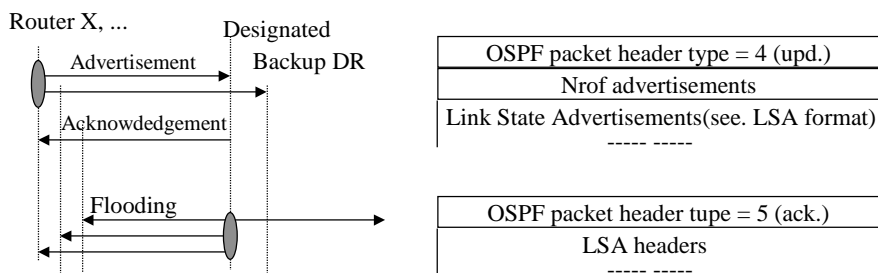 Router X, ...
Designated
Backup DR
Advertisement
Acknowdedgement
Flooding
OSPF packet header type = 4 (upd.)
Nrof advertisements
Link State Advertisements(see. LSA format)
----- -----
OSPF packet header tupe = 5 (ack.)
LSA headers
----- -----